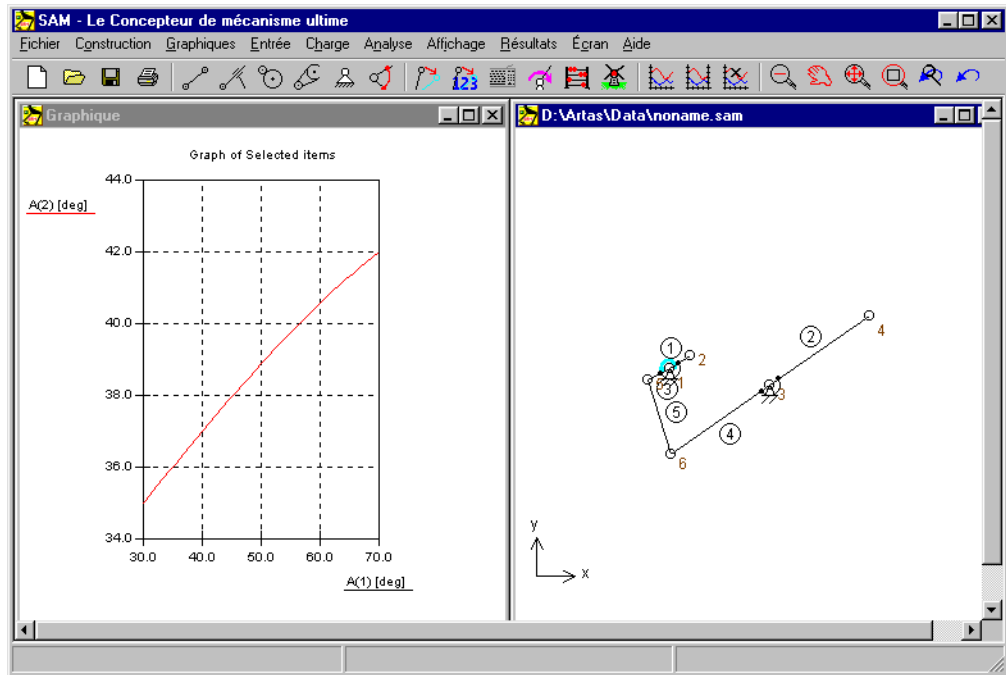 SAM - Le Concepteur de mécanisme ultime
Fichier Construction Graphiques Entrée Charge Analyse Affichage Résultats Écran Aide
123
Graphique
Graph of Selected items
A(2) [deg]
44.0
42.0
40.0
38.0
36.0
34.0
30.0 40.0 50.0 60.0 70.0
A(1) [deg]
D:\Artas\Data\noname.sam
2
4
1
2
5 1
3
3
5
4
6
y
x